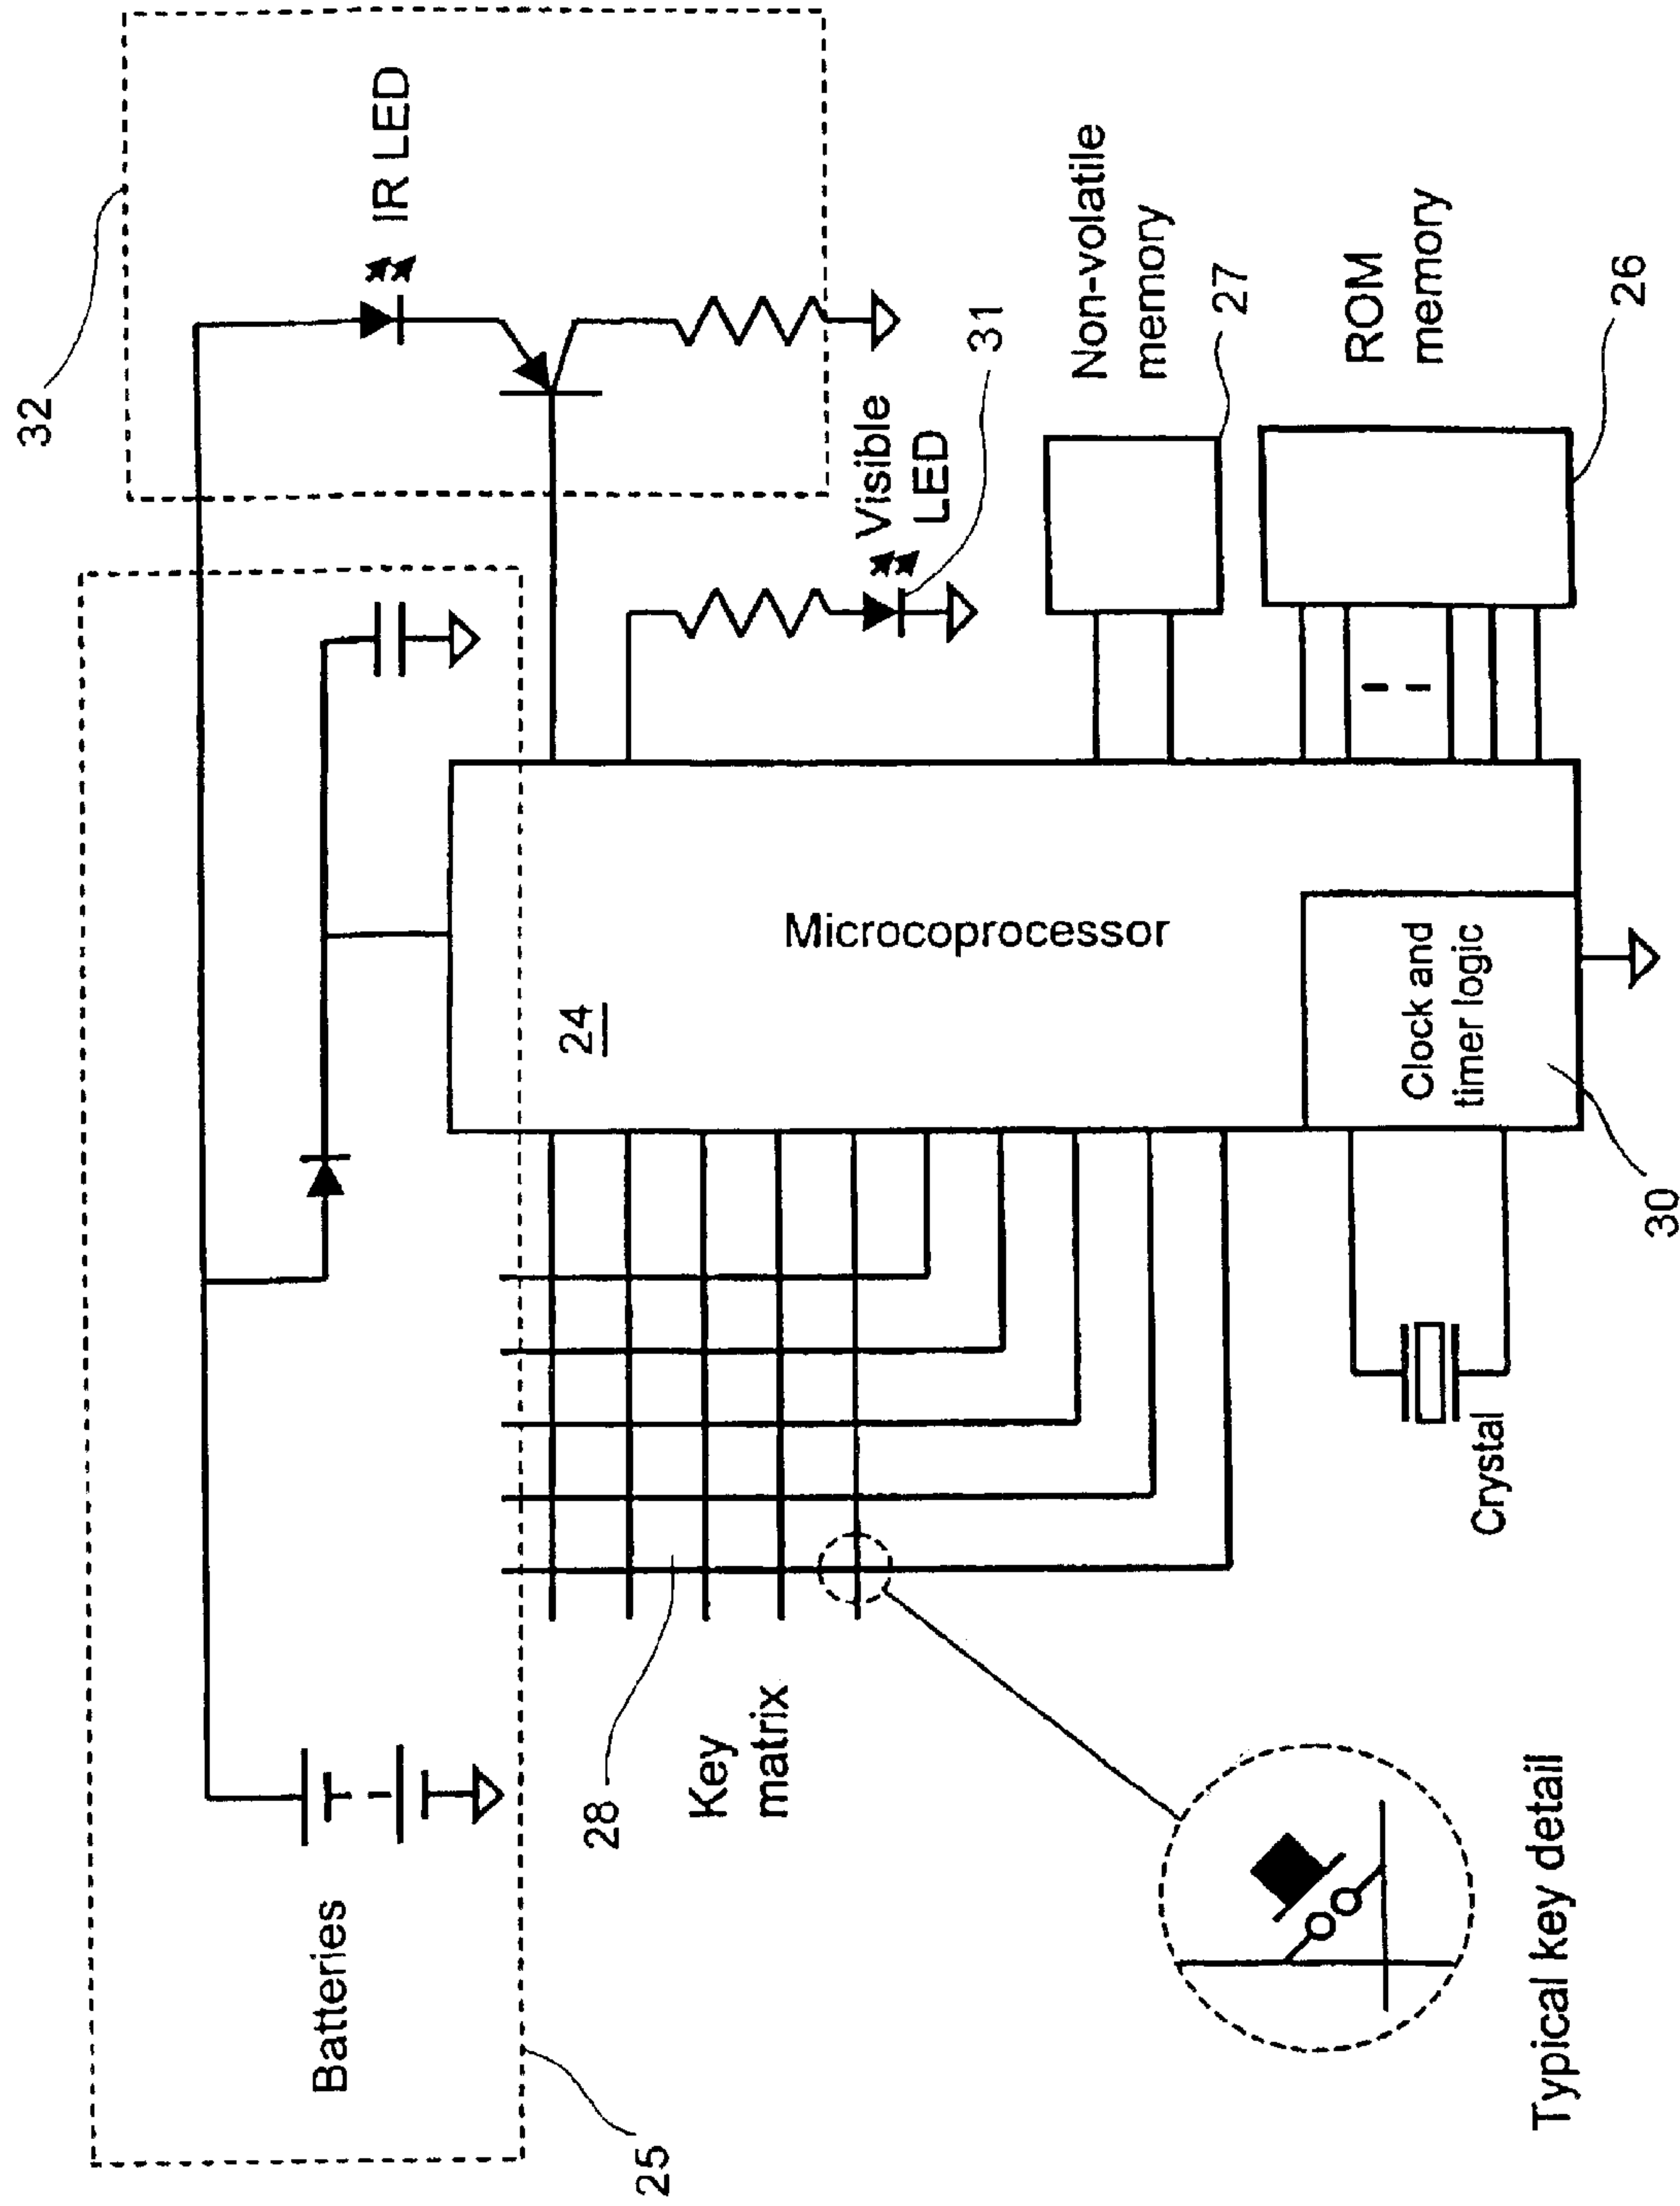 32
IR LED
Batteries
25
Visible
LED
31
Non-volatile
memory
27
ROM
memory
26
Microcoprocessor
24
Clock and
timer logic
30
28
Key
matrix
Crystal
Typical key detail